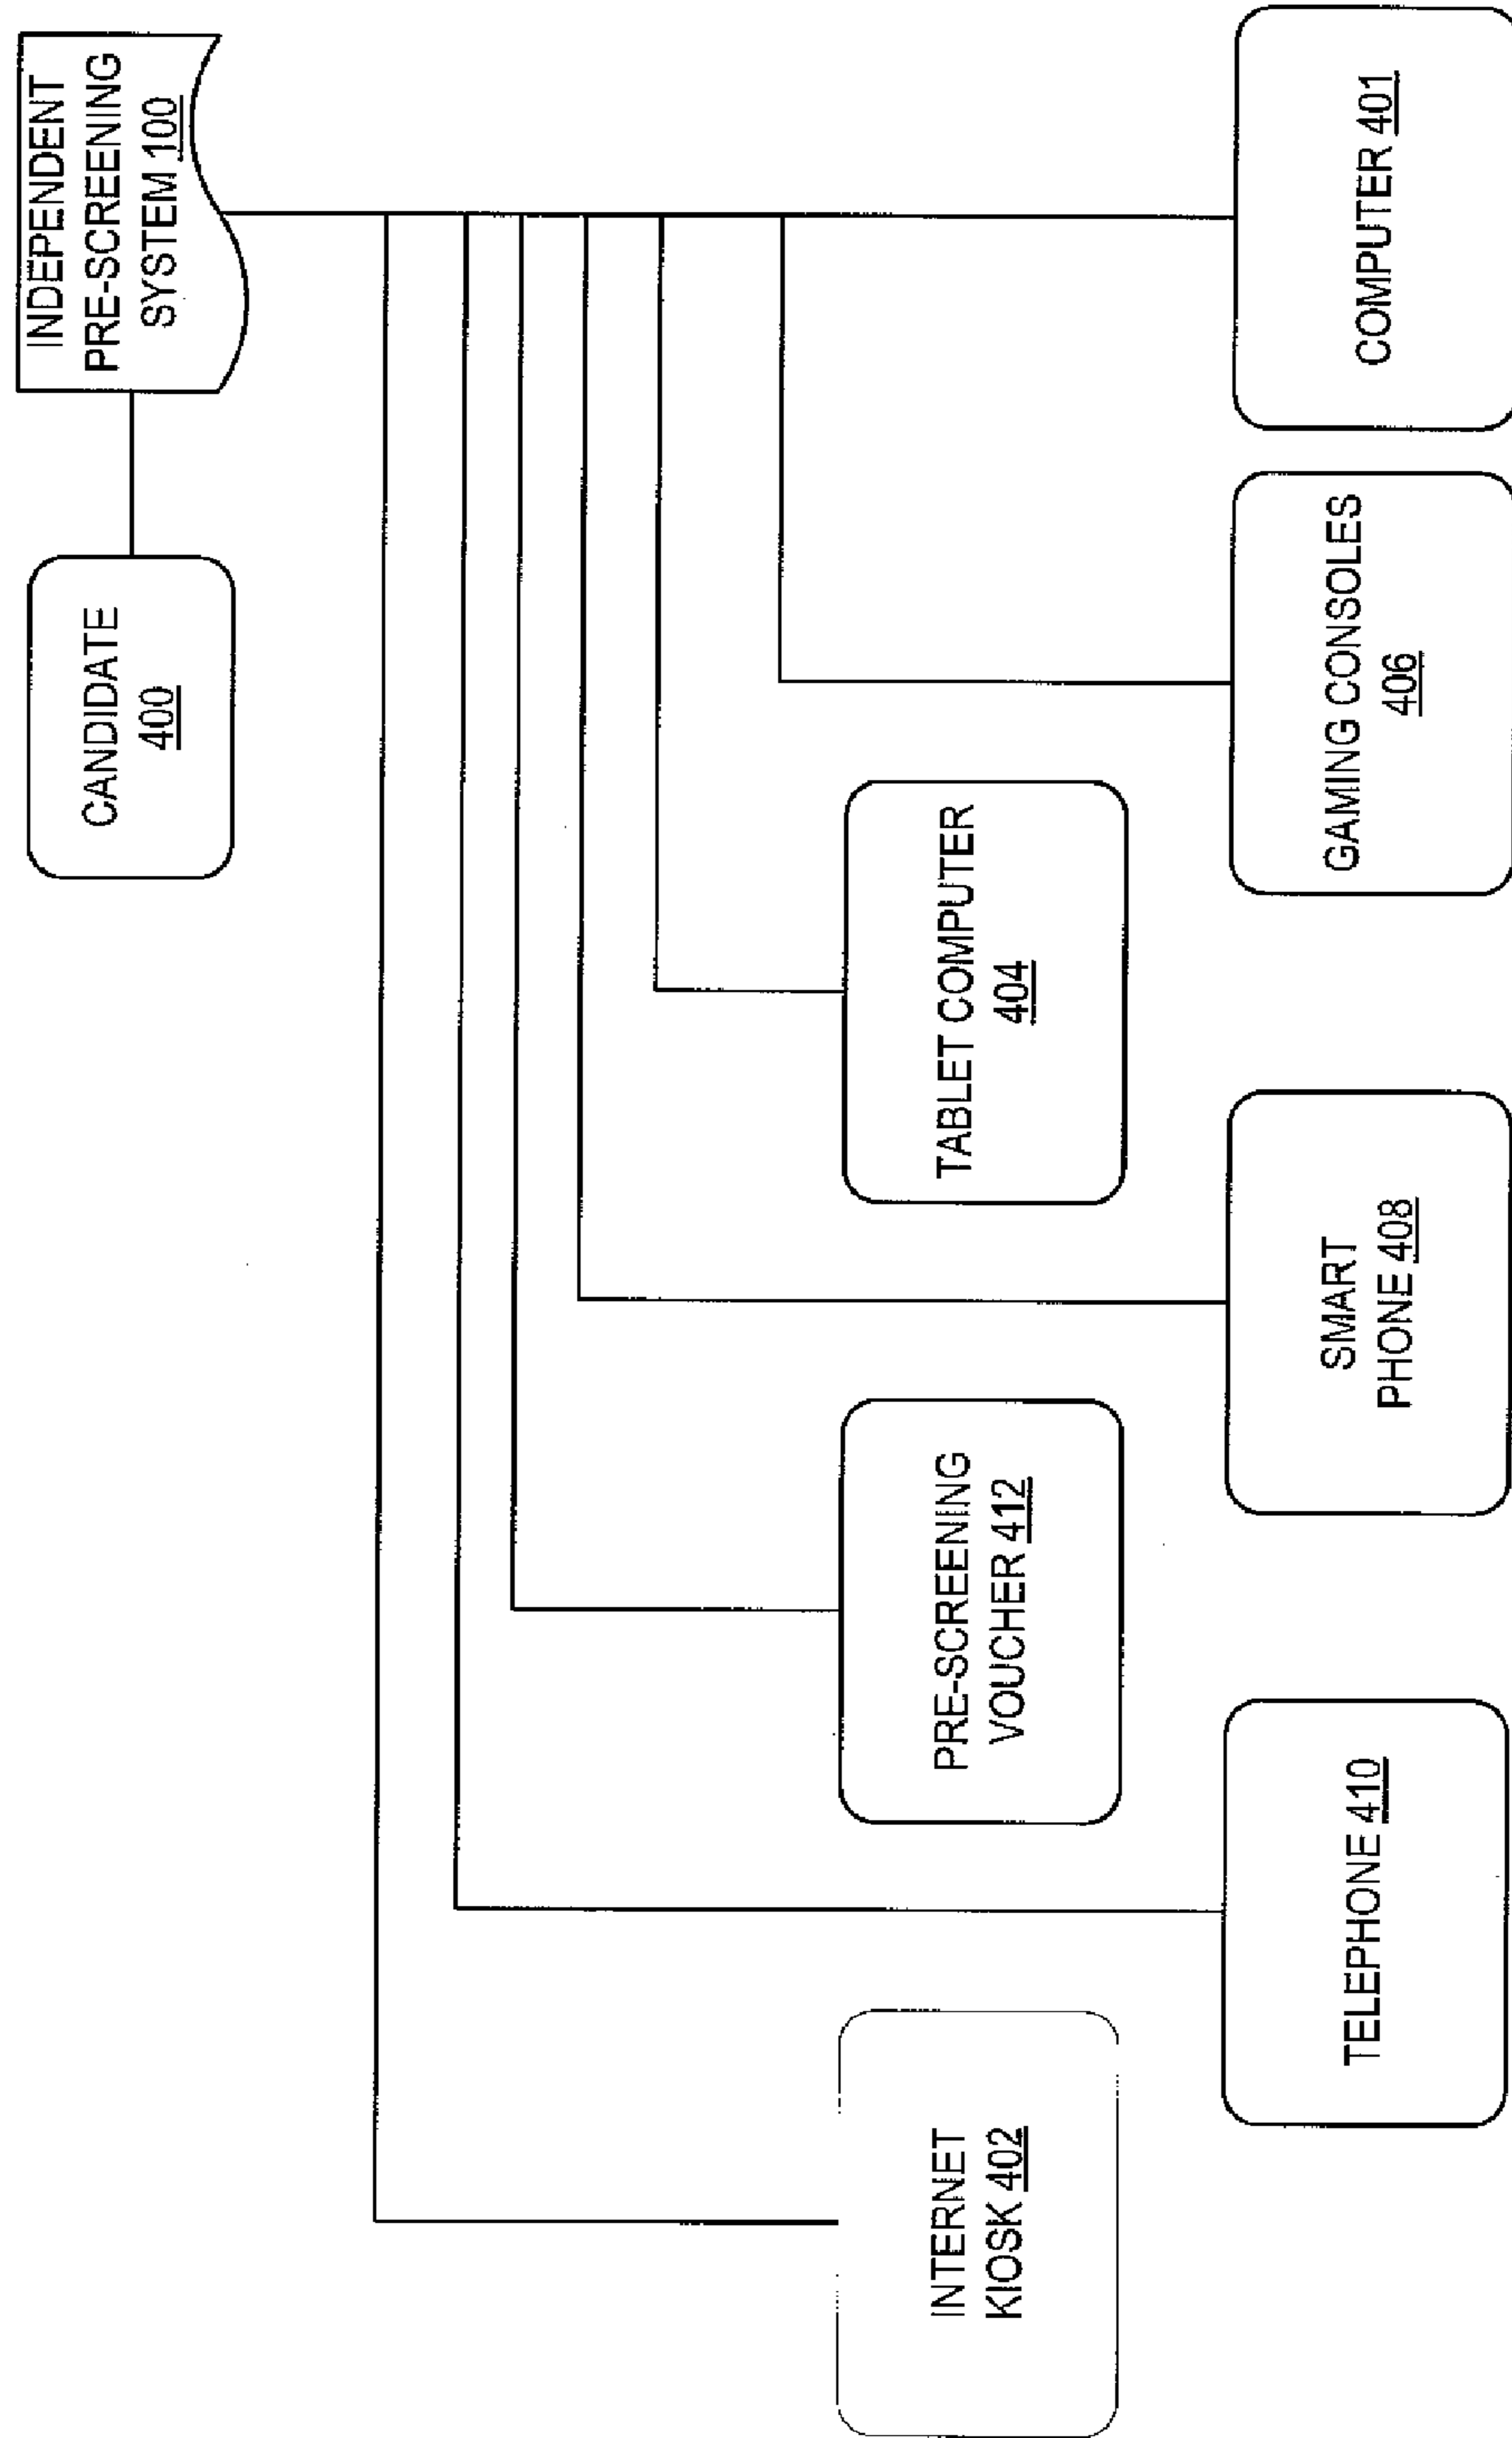 CANDIDATE
400
INDEPENDENT
PRE-SCREENING
SYSTEM 100
INTERNET
KIOSK 402
PRE-SCREENING
VOUCHER 412
TABLET COMPUTER
404
TELEPHONE 410
SMART
PHONE 408
GAMING CONSOLES
406
COMPUTER 401